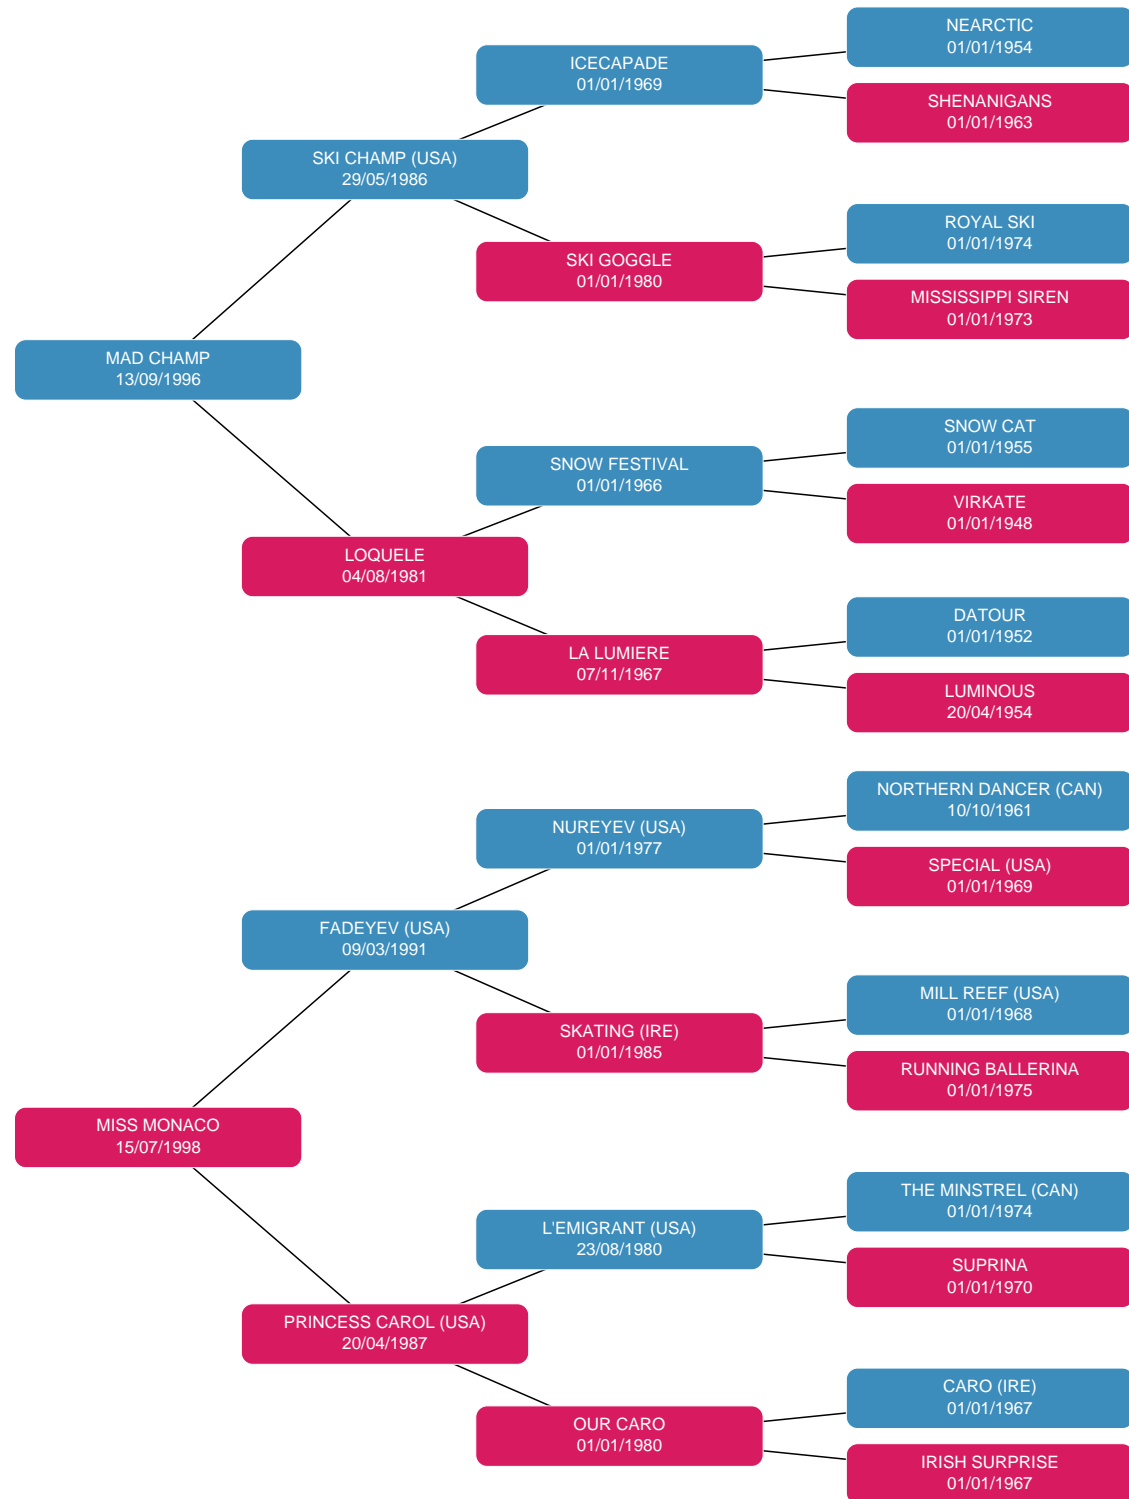 NEARCTIC
01/01/1954
ICECAPADE
01/01/1969
SHENANIGANS
01/01/1963
SKI CHAMP (USA)
29/05/1986
ROYAL SKI
01/01/1974
SKI GOGGLE
01/01/1980
MISSISSIPPI SIREN
01/01/1973
MAD CHAMP
13/09/1996
SNOW CAT
01/01/1955
SNOW FESTIVAL
01/01/1966
VIRKATE
01/01/1948
LOQUELE
04/08/1981
DATOUR
01/01/1952
LA LUMIERE
07/11/1967
LUMINOUS
20/04/1954
NORTHERN DANCER (CAN)
10/10/1961
NUREYEV (USA)
01/01/1977
SPECIAL (USA)
01/01/1969
FADEYEV (USA)
09/03/1991
MILL REEF (USA)
01/01/1968
SKATING (IRE)
01/01/1985
RUNNING BALLERINA
01/01/1975
MISS MONACO
15/07/1998
THE MINSTREL (CAN)
01/01/1974
L'EMIGRANT (USA)
23/08/1980
SUPRINA
01/01/1970
PRINCESS CAROL (USA)
20/04/1987
CARO (IRE)
01/01/1967
OUR CARO
01/01/1980
IRISH SURPRISE
01/01/1967